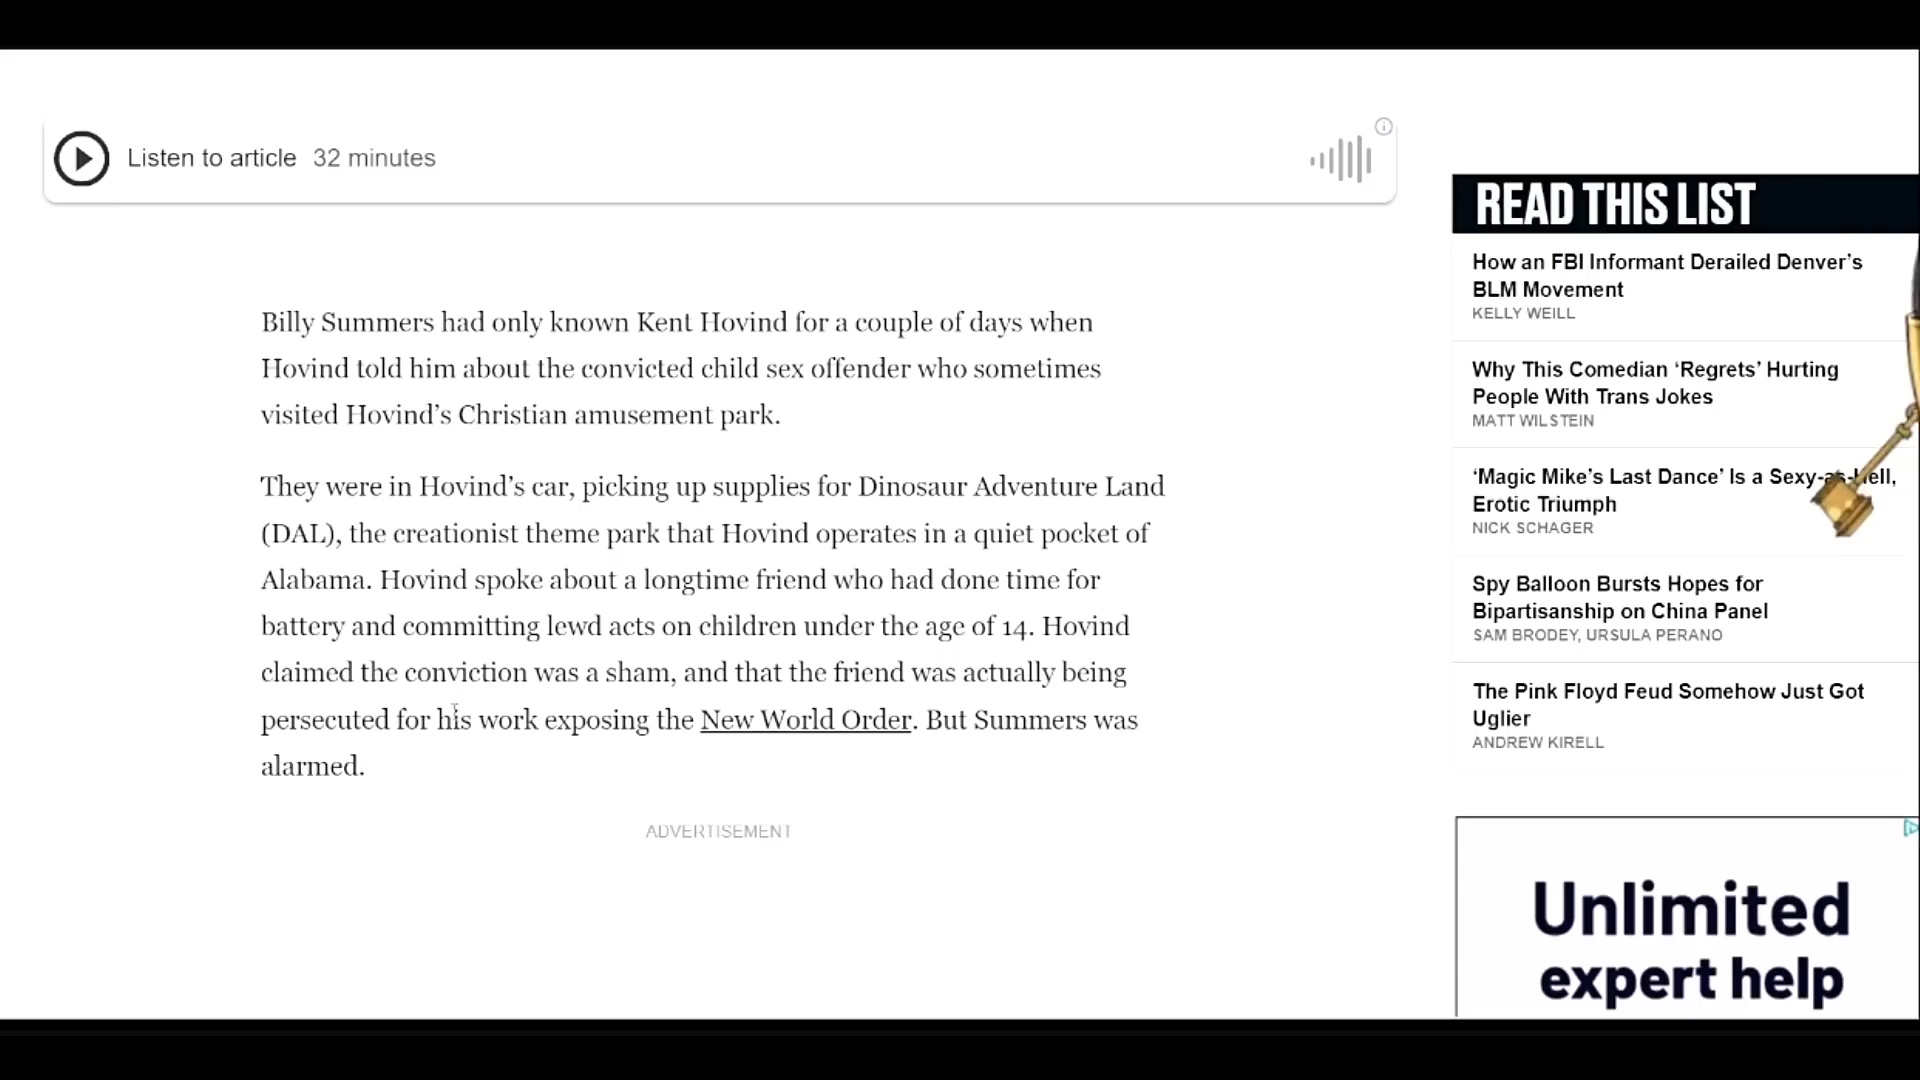 Listen to article 32 minutes
Billy Summers had only known Kent Hovind for a couple of days when
Hovind told him about the convicted child sex offender who sometimes
visited Hovind’s Christian amusement park.
They were in Hovind’s car, picking up supplies for Dinosaur Adventure Land
(DAL), the creationist theme park that Hovind operates in a quiet pocket of
Alabama. Hovind spoke about a longtime friend who had done time for
battery and committing lewd acts on children under the age of 14. Hovind
claimed the conviction was a sham, and that the friend was actually being
persecuted for his work exposing the New World Order. But Summers was
alarmed.
ADVERTISEMENT
READ THIS LIST
How an FBI Informant Derailed Denver’s
BLM Movement
KELLY WEILL
Why This Comedian ‘Regrets’ Hurting
People With Trans Jokes
MATT WILSTEIN
‘Magic Mike’s Last Dance’ Is a Sexy-as-Hell,
Erotic Triumph
NICK SCHAGER
Spy Balloon Bursts Hopes for
Bipartisanship on China Panel
SAM BRODEY, URSULA PERANO
The Pink Floyd Feud Somehow Just Got
Uglier
ANDREW KIRELL
Unlimited
expert help